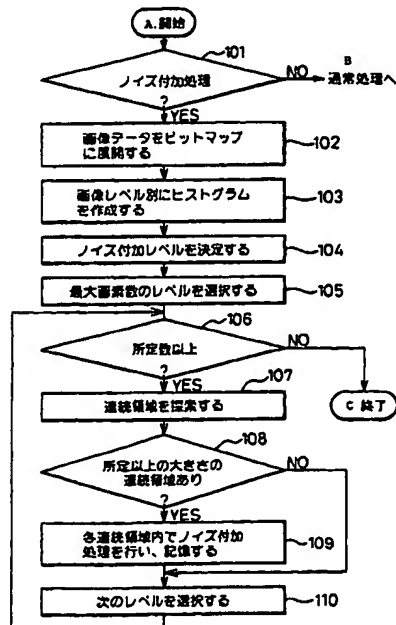 A.開始
101
ノイズ付加処理
?
NO
B
通常処理へ
YES
画像データをビットマップ
に展開する
102
画像レベル別にヒストグラム
を作成する
103
ノイズ付加レベルを決定する
104
最大画素数のレベルを選択する
105
106
所定数以上
?
NO
YES
107
連続領域を探索する
C 終了
108
所定以上の大きさの
連続領域あり
?
NO
YES
各連続領域内でノイズ付加
処理を行い、記憶する
109
次のレベルを選択する
110